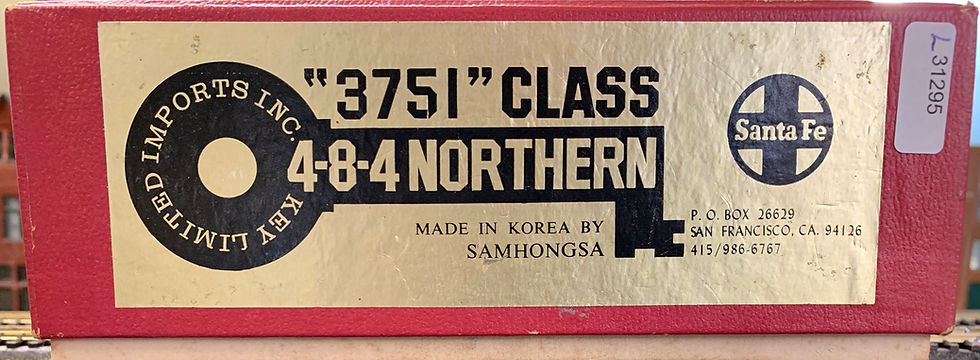 KEY LIMITED IMPORTS INC.
"3751" CLASS
4-8-4 NORTHERN
MADE IN KOREA BY
SAMHONGSA
Santa Fe
P. O. BOX 26629
SAN FRANCISCO, CA. 94126
415/986-6767
L31295